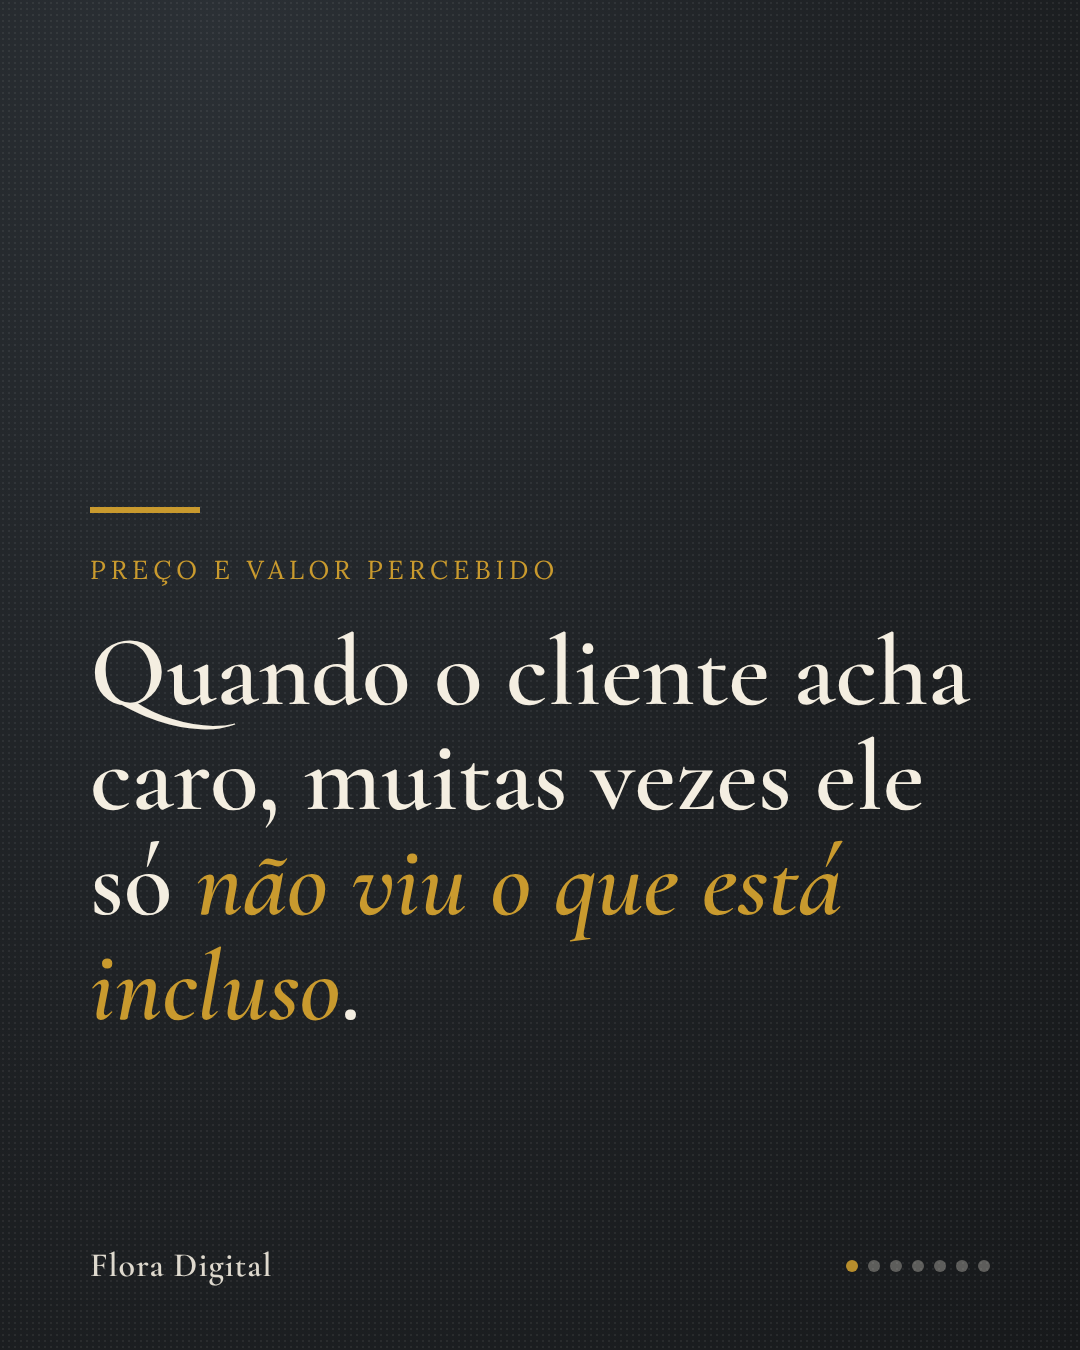 PREÇO E VALOR PERCEBIDO
Quando o cliente acha
caro, muitas vezes ele
só não viu o que está
incluso.
Flora Digital